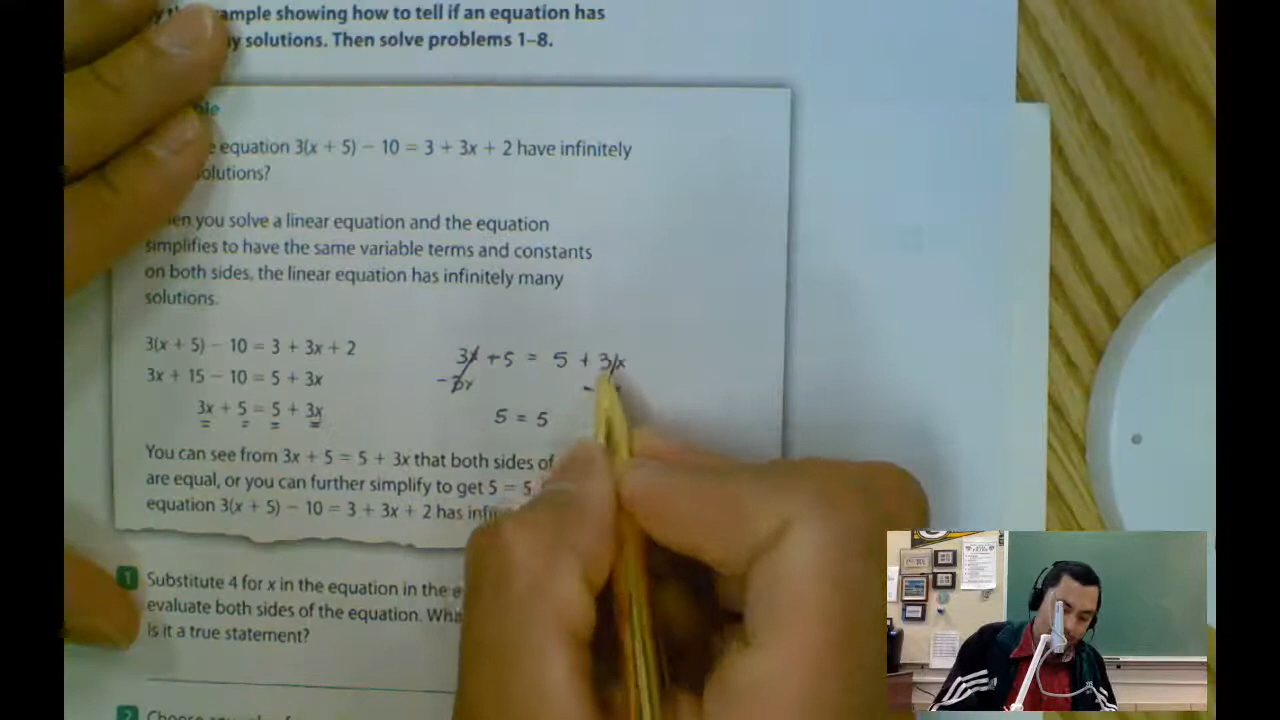 ample showing how to tell if an equation has
y solutions. Then solve problems 1–8.
equation 3(x + 5) − 10 = 3 + 3x + 2 have infinitely
olutions?
en you solve a linear equation and the equation
simplifies to have the same variable terms and constants
on both sides, the linear equation has infinitely many
solutions.
3(x + 5) − 10 = 3 + 3x + 2
3x + 15 − 10 = 5 + 3x
3x + 5 = 5 + 3x
3x + 5 = 5 + 3x
−3x −
5 = 5
You can see from 3x + 5 = 5 + 3x that both sides of
are equal, or you can further simplify to get 5 = 5.
equation 3(x + 5) − 10 = 3 + 3x + 2 has
1 Substitute 4 for x in the equation in the
evaluate both sides of the equation.
Is it a true statement?
2